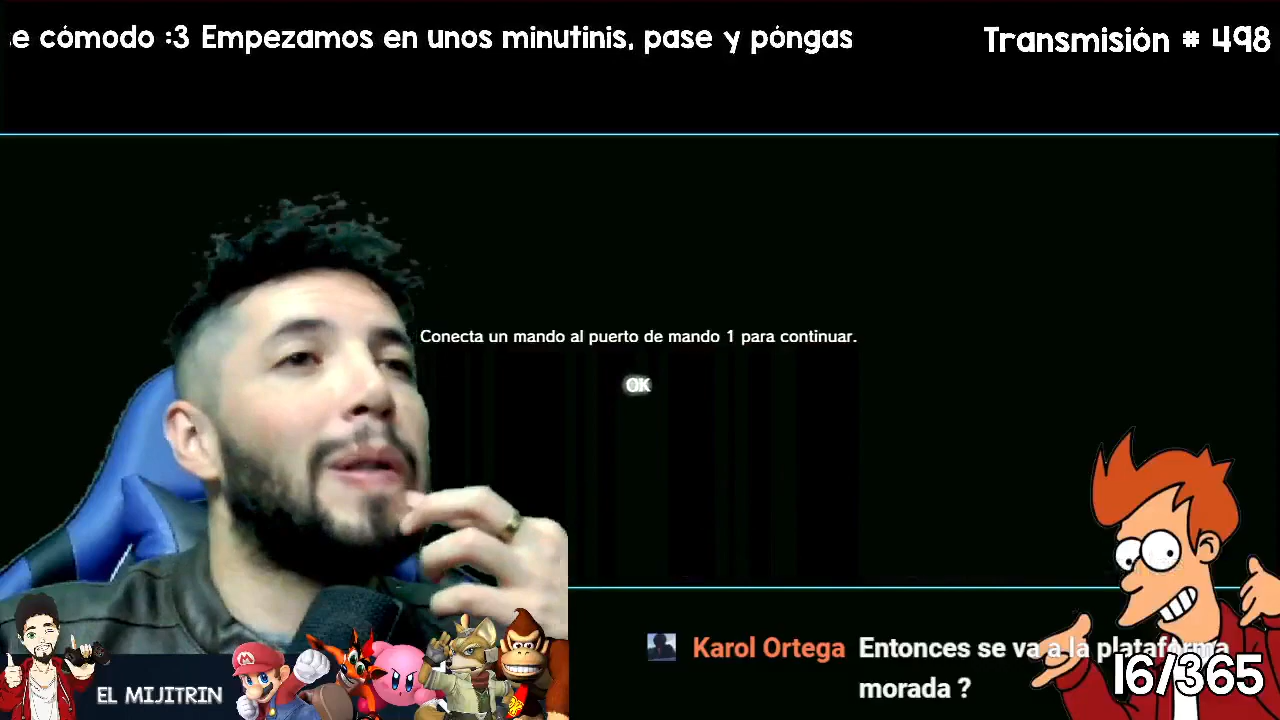 e cómodo :3 Empezamos en unos minutinis, pase y póngas
Transmisión # 498
Conecta un mando al puerto de mando 1 para continuar.
OK
Karol Ortega Entonces se va a la plataforma
morada ?
16/365
EL MIJITRIN